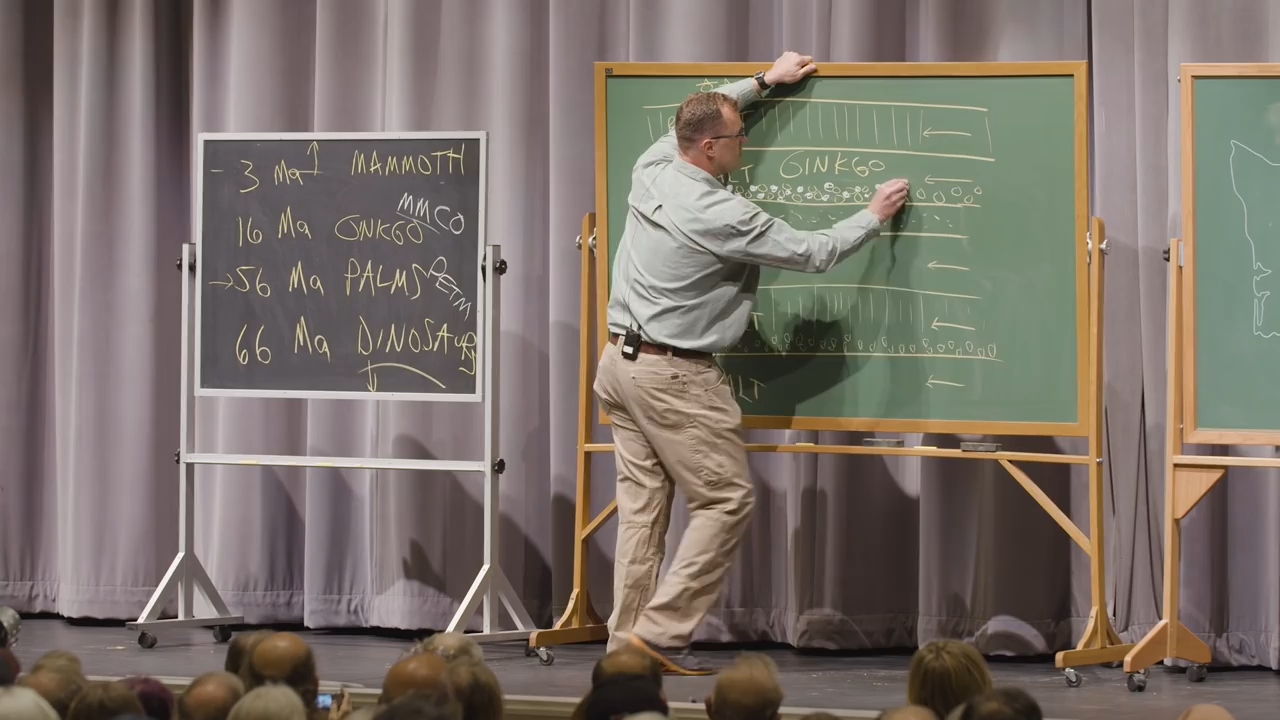 3 Ma MAMMOTH
MMCO
16 Ma GINKGO
56 Ma PALMS PETM
66 Ma DINOSAURS
GINKGO